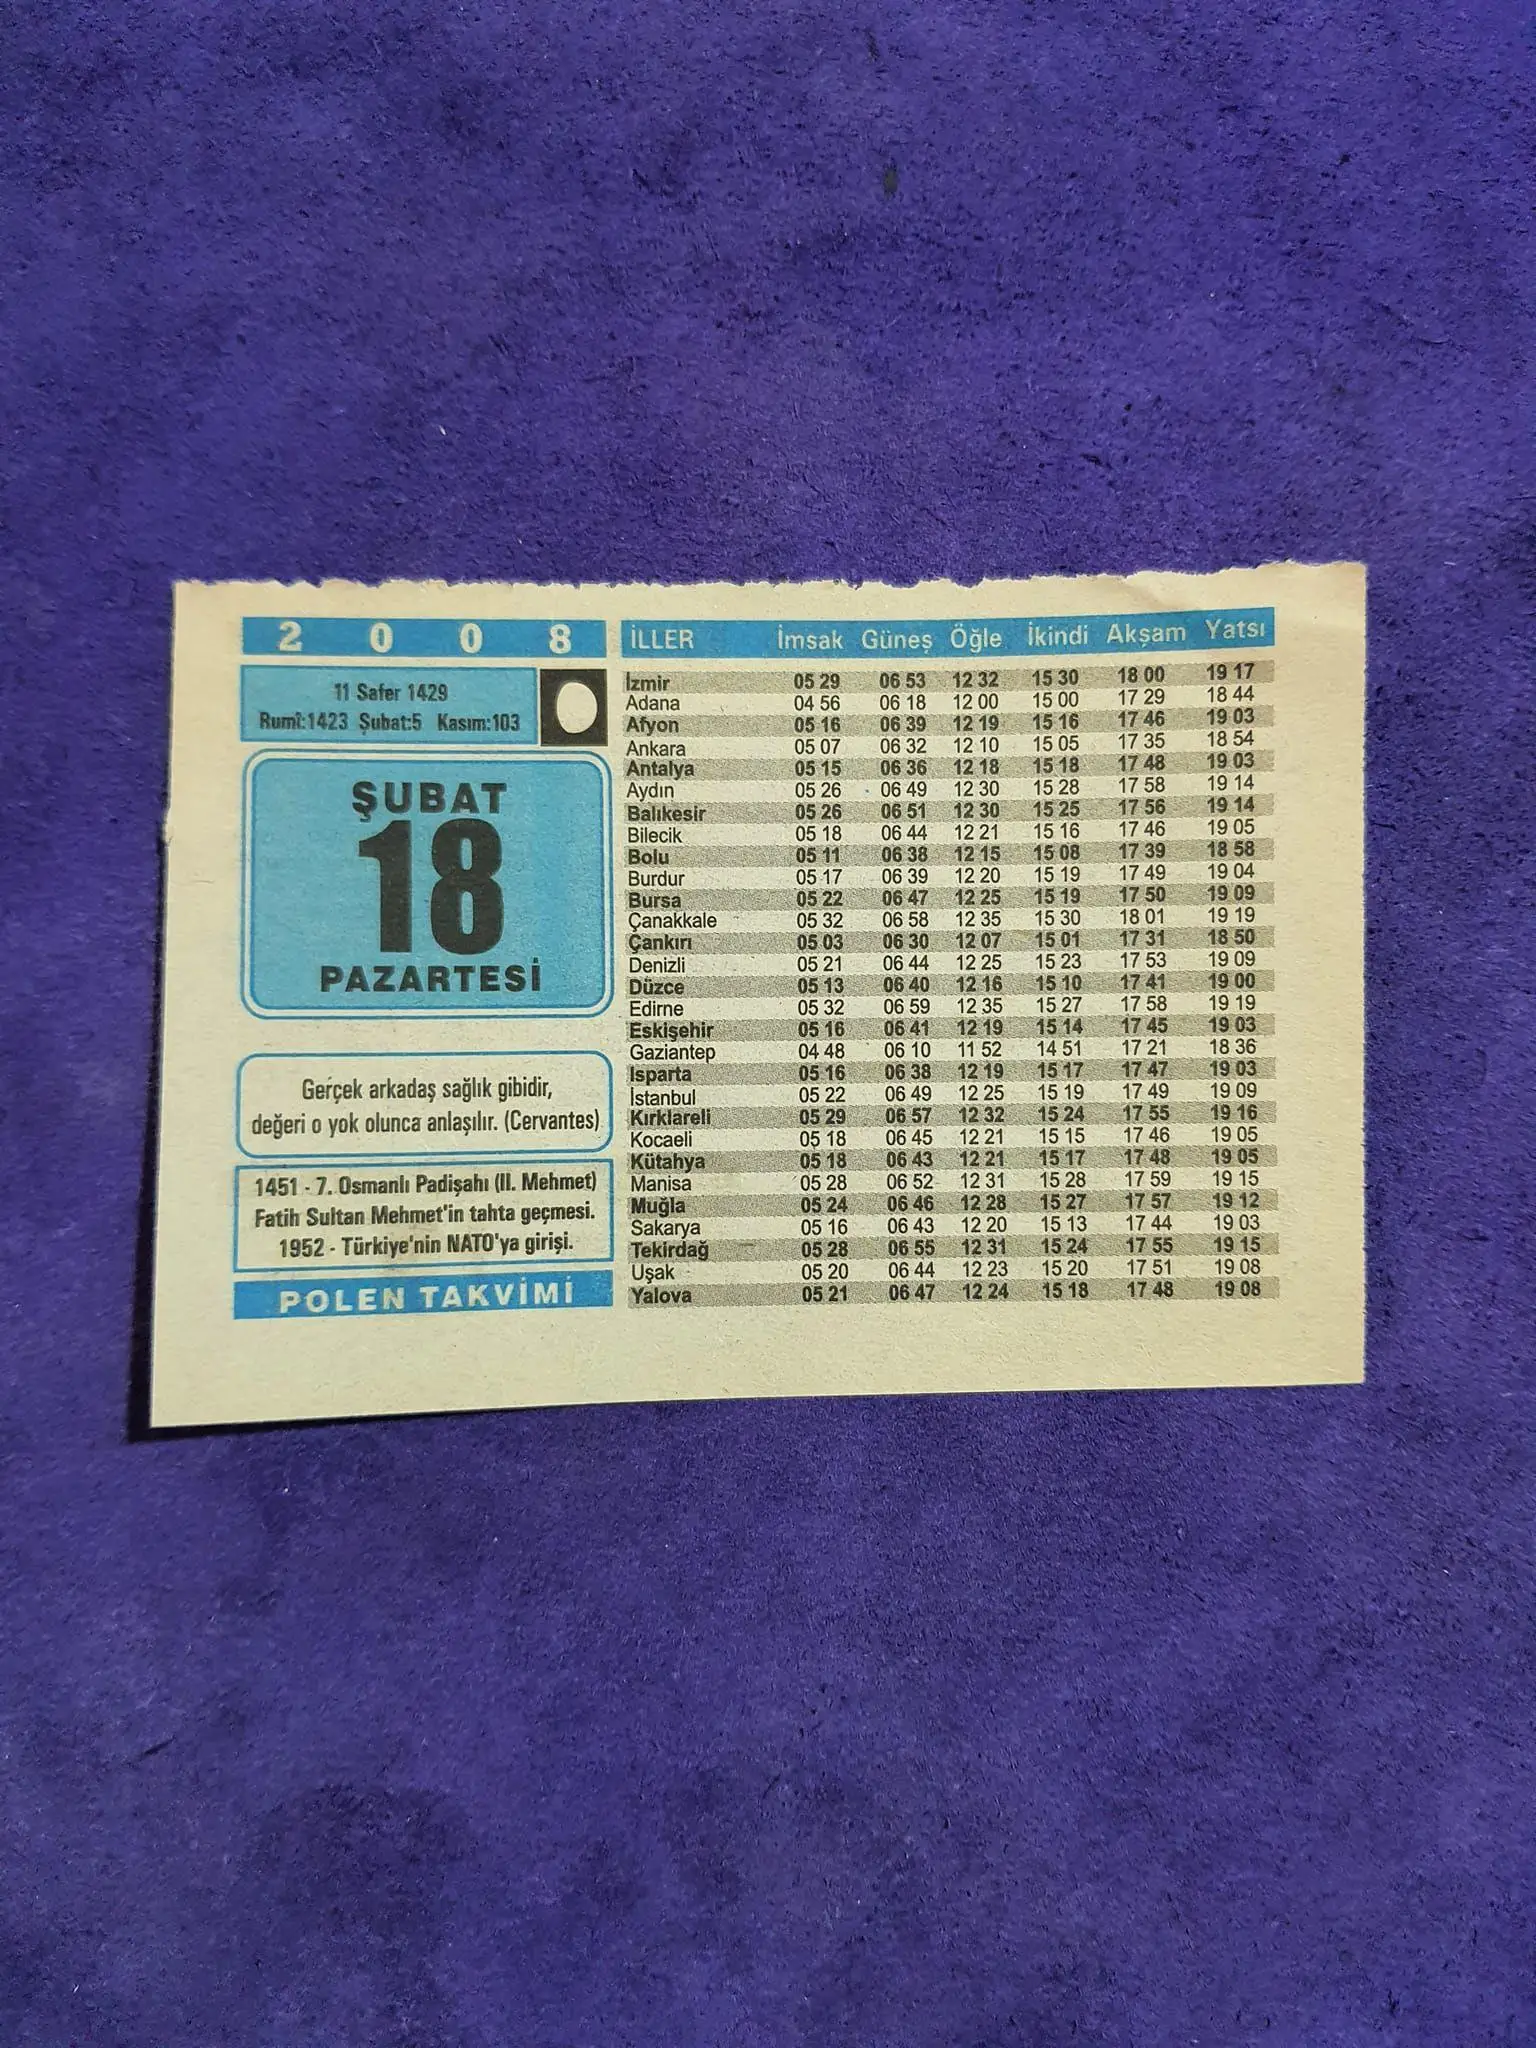 2 0 0 8
11 Safer 1429
Rumî:1423 Şubat:5 Kasım:103
ŞUBAT
18
PAZARTESİ
Gerçek arkadaş sağlık gibidir,
değeri o yok olunca anlaşılır. (Cervantes)
1451 - 7. Osmanlı Padişahı (II. Mehmet)
Fatih Sultan Mehmet'in tahta geçmesi.
1952 - Türkiye'nin NATO'ya girişi.
POLEN TAKVİMİ
İLLER İmsak Güneş Öğle İkindi Akşam Yatsı
İzmir 05 29 06 53 12 32 15 30 18 00 19 17
Adana 04 56 06 18 12 00 15 00 17 29 18 44
Afyon 05 16 06 39 12 19 15 16 17 46 19 03
Ankara 05 07 06 32 12 10 15 05 17 35 18 54
Antalya 05 15 06 36 12 18 15 18 17 48 19 03
Aydın 05 26 06 49 12 30 15 28 17 58 19 14
Balıkesir 05 26 06 51 12 30 15 25 17 56 19 14
Bilecik 05 18 06 44 12 21 15 16 17 46 19 05
Bolu 05 11 06 38 12 15 15 08 17 39 18 58
Burdur 05 17 06 39 12 20 15 19 17 49 19 04
Bursa 05 22 06 47 12 25 15 19 17 50 19 09
Çanakkale 05 32 06 58 12 35 15 30 18 01 19 19
Çankırı 05 03 06 30 12 07 15 01 17 31 18 50
Denizli 05 21 06 44 12 25 15 23 17 53 19 09
Düzce 05 13 06 40 12 16 15 10 17 41 19 00
Edirne 05 32 06 59 12 35 15 27 17 58 19 19
Eskişehir 05 16 06 41 12 19 15 14 17 45 19 03
Gaziantep 04 48 06 10 11 52 14 51 17 21 18 36
Isparta 05 16 06 38 12 19 15 17 17 47 19 03
İstanbul 05 22 06 49 12 25 15 19 17 49 19 09
Kırklareli 05 29 06 57 12 32 15 24 17 55 19 16
Kocaeli 05 18 06 45 12 21 15 15 17 46 19 05
Kütahya 05 18 06 43 12 21 15 17 17 48 19 05
Manisa 05 28 06 52 12 31 15 28 17 59 19 15
Muğla 05 24 06 46 12 28 15 27 17 57 19 12
Sakarya 05 16 06 43 12 20 15 13 17 44 19 03
Tekirdağ 05 28 06 55 12 31 15 24 17 55 19 15
Uşak 05 20 06 44 12 23 15 20 17 51 19 08
Yalova 05 21 06 47 12 24 15 18 17 48 19 08